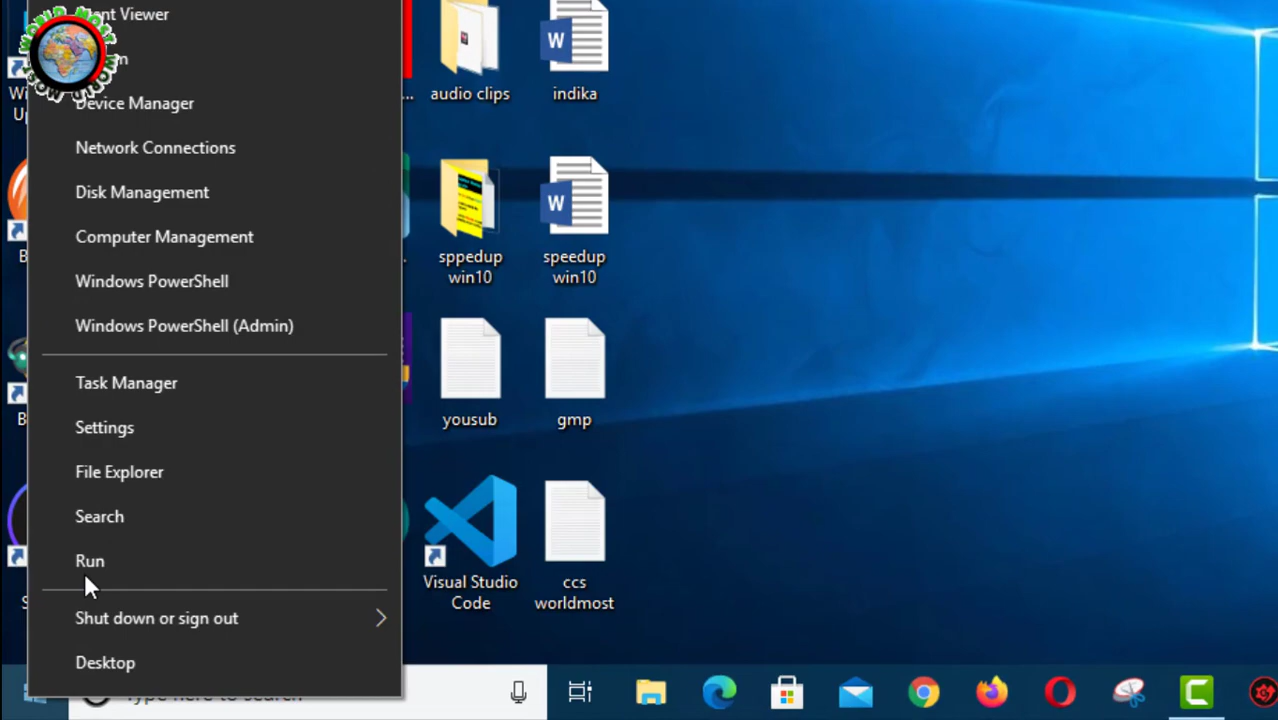 WORLD MOST
Viewer
Device Manager
Network Connections
Disk Management
Computer Management
Windows PowerShell
Windows PowerShell (Admin)
Task Manager
Settings
File Explorer
Search
Run
Shut down or sign out
Desktop
audio clips
indika
sppedup
win10
speedup
win10
yousub
gmp
Visual Studio
Code
ccs
worldmost
Type here to search